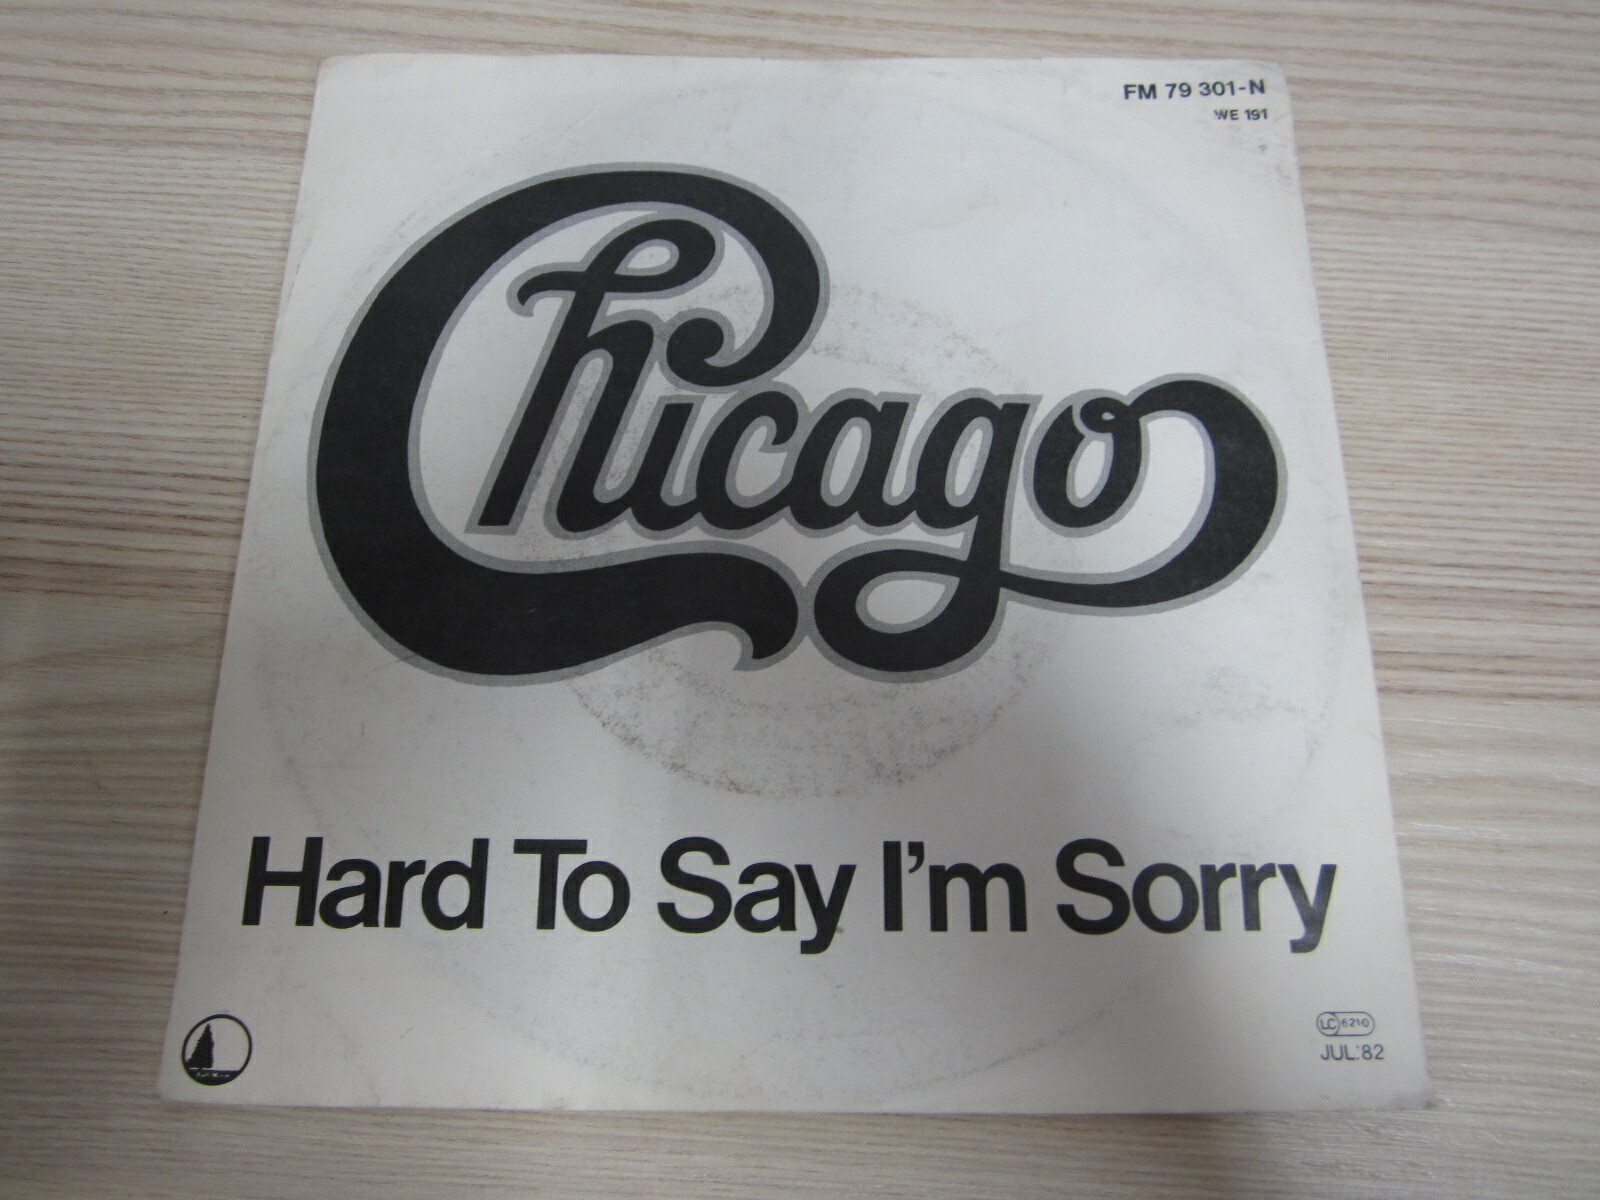 FM 79 301-N
WE 191
Chicago
Hard To Say I'm Sorry
LC 6210
JUL.'82